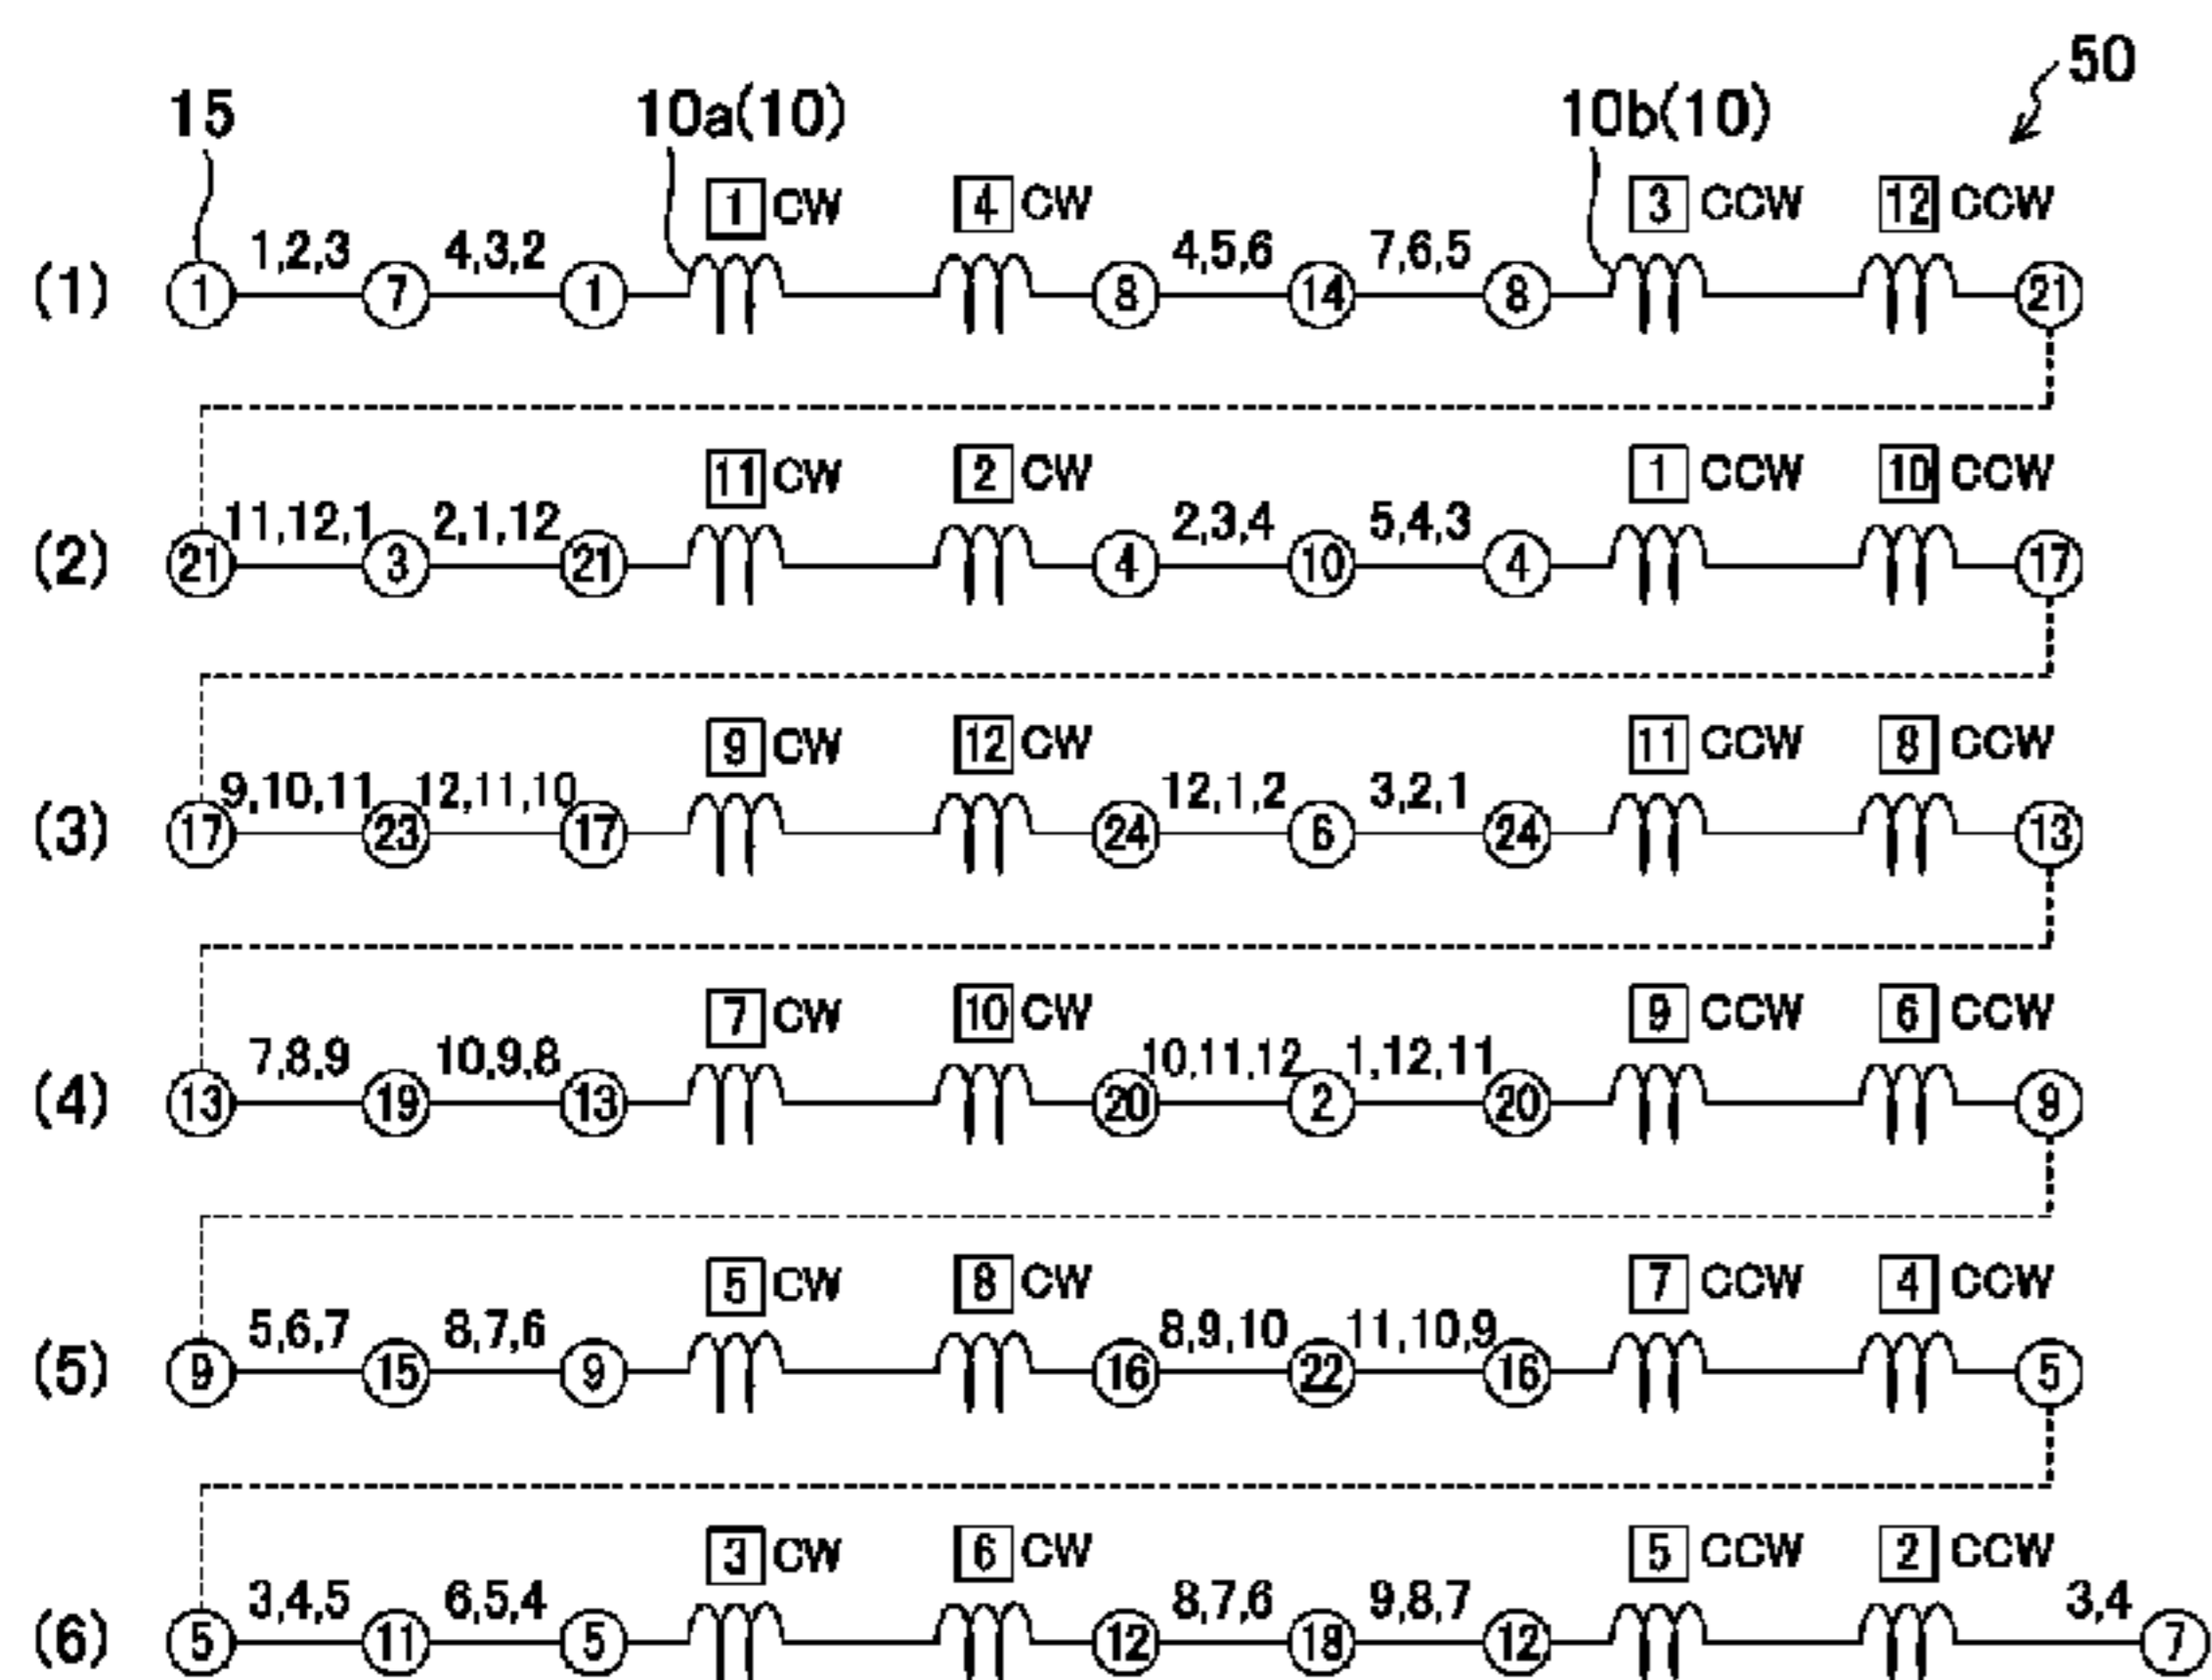 50
15 10a(10) 10b(10)
1 CW 4 CW 3 CCW 12 CCW
1,2,3 4,3,2 4,5,6 7,6,5
(1) 1 7 1 8 14 8 21
11 CW 2 CW 1 CCW 10 CCW
11,12,1 2,1,12 2,3,4 5,4,3
(2) 21 3 21 4 10 4 17
9 CW 12 CW 11 CCW 8 CCW
9,10,11 12,11,10 12,1,2 3,2,1
(3) 17 23 17 24 6 24 13
7 CW 10 CW 9 CCW 6 CCW
7,8,9 10,9,8 10,11,12 1,12,11
(4) 13 19 13 20 2 20 9
5 CW 8 CW 7 CCW 4 CCW
5,6,7 8,7,6 8,9,10 11,10,9
(5) 9 15 9 16 22 16 5
3 CW 6 CW 5 CCW 2 CCW
3,4,5 6,5,4 8,7,6 9,8,7 3,4
(6) 5 11 5 12 18 12 7